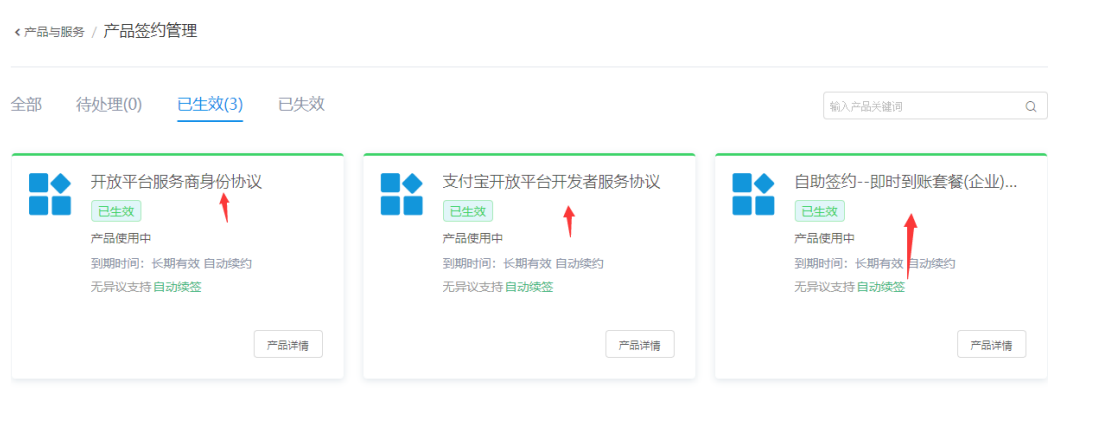 ‹ 产品与服务 / 产品签约管理
全部 待处理(0) 已生效(3) 已失效
输入产品关键词
开放平台服务商身份协议
已生效
产品使用中
到期时间：长期有效 自动续约
无异议支持 自动续签
产品详情
支付宝开放平台开发者服务协议
已生效
产品使用中
到期时间：长期有效 自动续约
无异议支持 自动续签
产品详情
自助签约--即时到账套餐(企业)...
已生效
产品使用中
到期时间：长期有效 自动续约
无异议支持 自动续签
产品详情